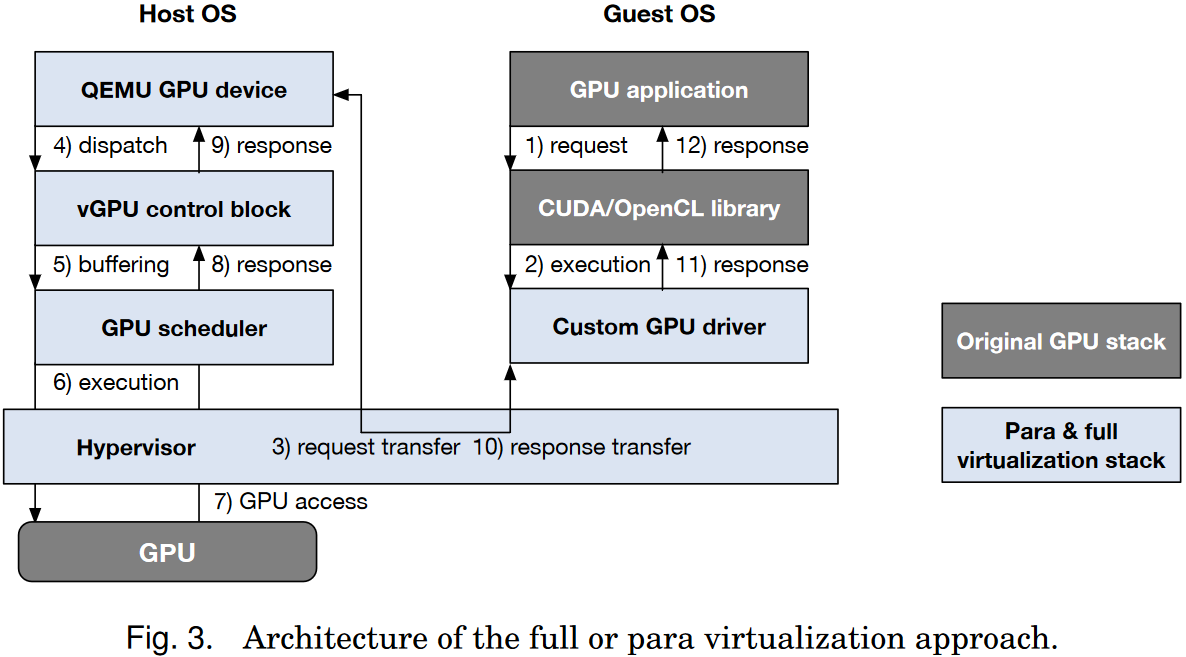 Host OS
Guest OS
QEMU GPU device
GPU application
4) dispatch
9) response
1) request
12) response
vGPU control block
CUDA/OpenCL library
5) buffering
8) response
2) execution
11) response
GPU scheduler
Custom GPU driver
Original GPU stack
6) execution
Hypervisor
3) request transfer
10) response transfer
Para & full
virtualization stack
7) GPU access
GPU
Fig. 3. Architecture of the full or para virtualization approach.